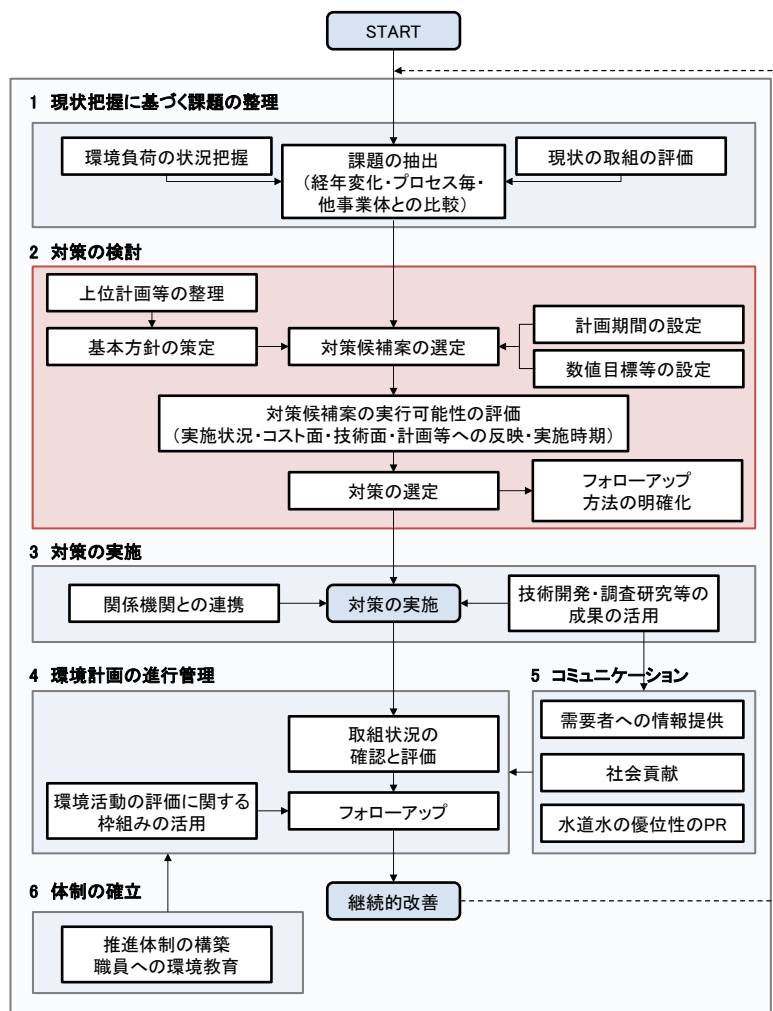 START
1 現状把握に基づく課題の整理
環境負荷の状況把握
課題の抽出
(経年変化・プロセス毎・
他事業体との比較)
現状の取組の評価
2 対策の検討
上位計画等の整理
基本方針の策定
対策候補案の選定
計画期間の設定
数値目標等の設定
対策候補案の実行可能性の評価
(実施状況・コスト面・技術面・計画等への反映・実施時期)
対策の選定
フォローアップ
方法の明確化
3 対策の実施
関係機関との連携
対策の実施
技術開発・調査研究等の
成果の活用
4 環境計画の進行管理
取組状況の
確認と評価
環境活動の評価に関する
枠組みの活用
フォローアップ
5 コミュニケーション
需要者への情報提供
社会貢献
水道水の優位性のPR
6 体制の確立
推進体制の構築
職員への環境教育
継続的改善